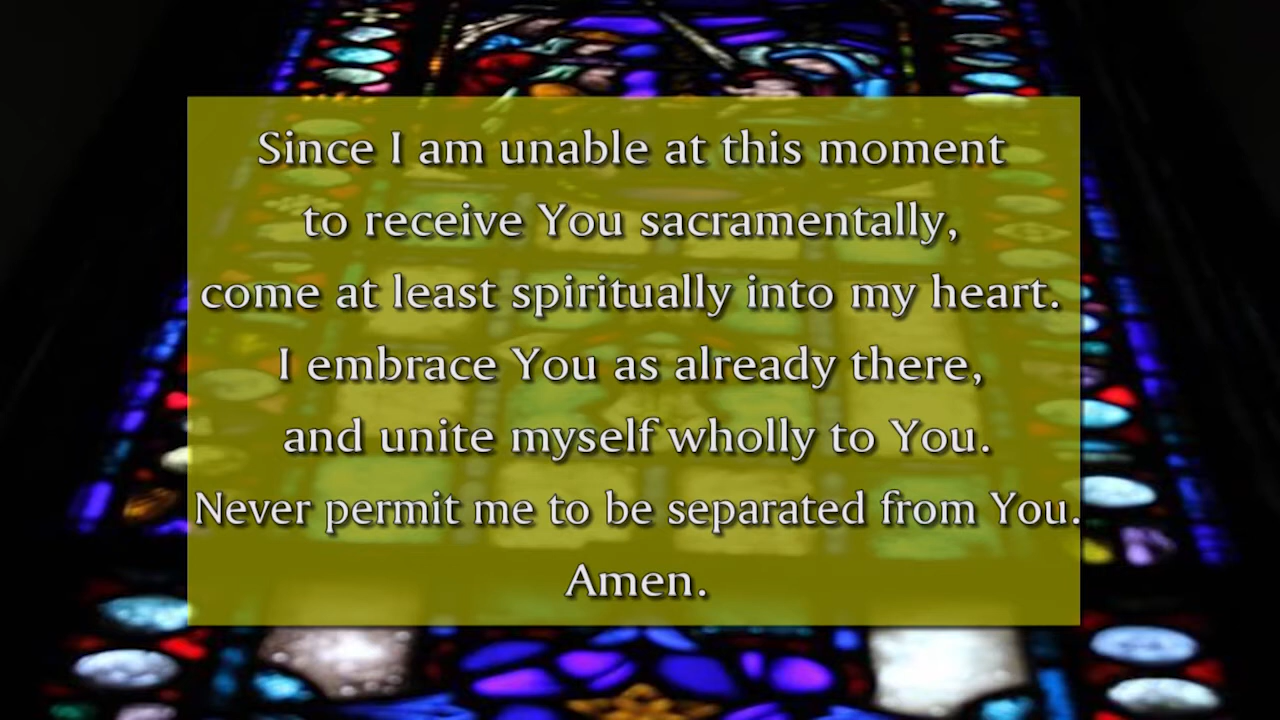 Since I am unable at this moment
to receive You sacramentally,
come at least spiritually into my heart.
I embrace You as already there,
and unite myself wholly to You.
Never permit me to be separated from You.
Amen.